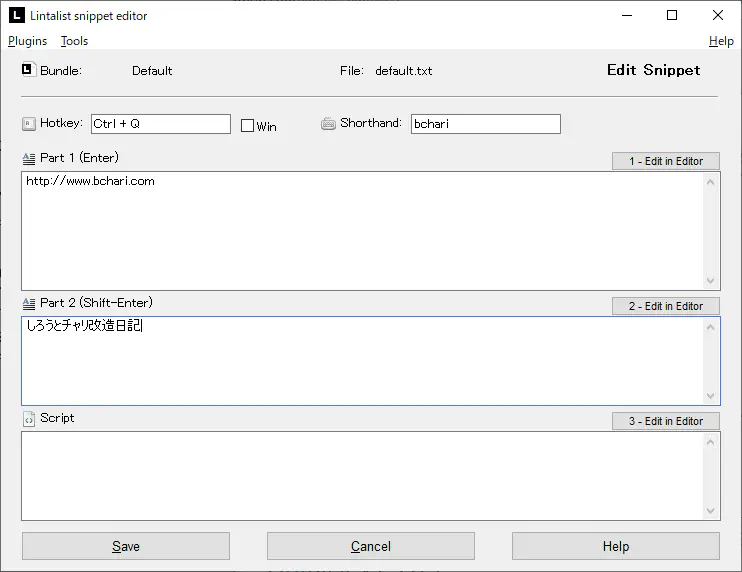 Lintalist snippet editor
Plugins Tools Help
Bundle: Default File: default.txt Edit Snippet
Hotkey: Ctrl + Q Win Shorthand: bchari
Part 1 (Enter) 1 - Edit in Editor
http://www.bchari.com
Part 2 (Shift-Enter) 2 - Edit in Editor
しろうとチャリ改造日記
Script 3 - Edit in Editor
Save Cancel Help